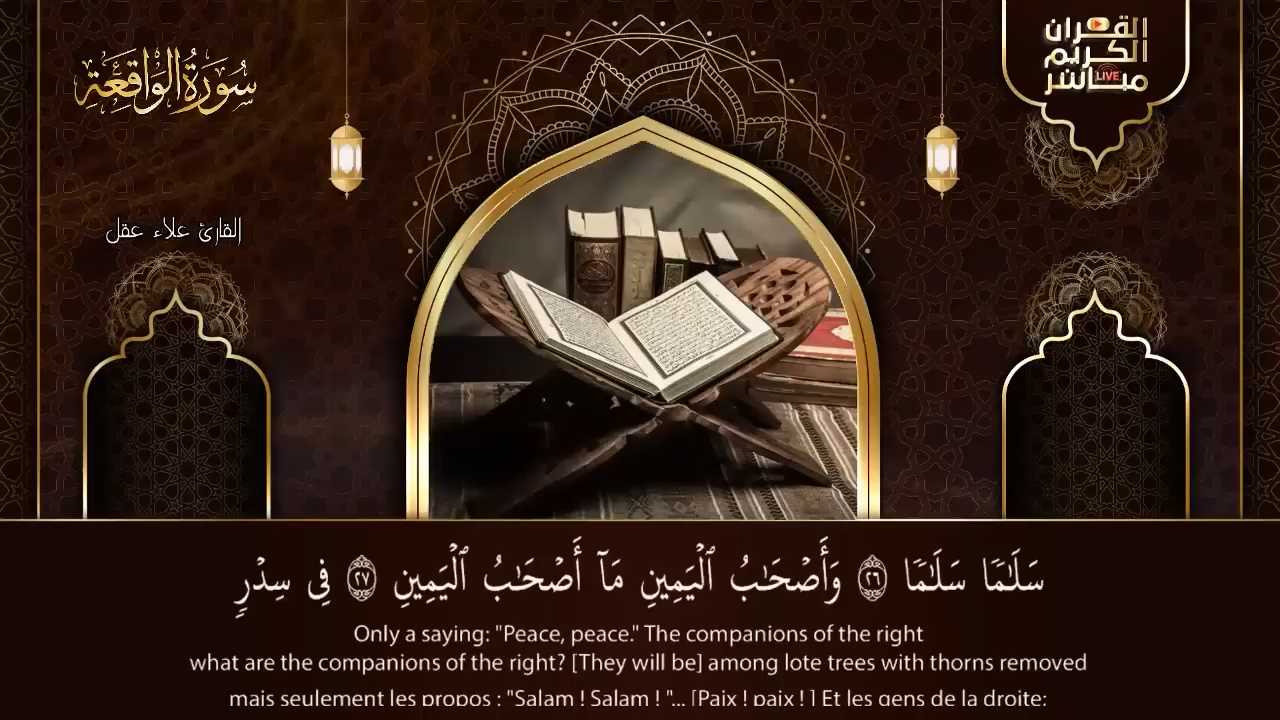 سُورَةُ الوَاقِعَة
القرآن
الكريم
مباشر
LIVE
القارئ علاء عقل
سَلَـٰمٗا سَلَـٰمٗا ٢٦ وَأَصۡحَـٰبُ ٱلۡيَمِينِ مَآ أَصۡحَـٰبُ ٱلۡيَمِينِ ٢٧ فِي سِدۡرٖ
Only a saying: "Peace, peace." The companions of the right
what are the companions of the right? [They will be] among lote trees with thorns removed
mais seulement les propos : "Salam ! Salam ! "... [Paix ! paix ! ] Et les gens de la droite: